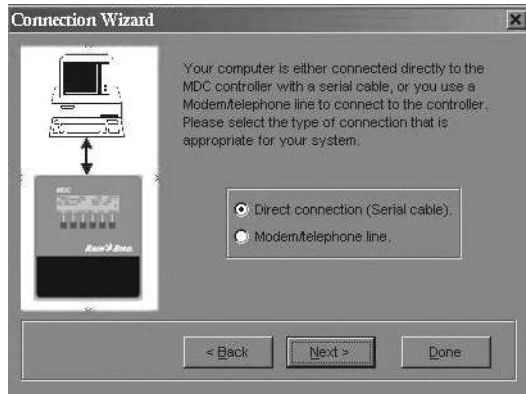 Connection Wizard
Your computer is either connected directly to the
MDC controller with a serial cable, or you use a
Modem/telephone line to connect to the controller.
Please select the type of connection that is
appropriate for your system.
MDC
RAIN BIRD
Direct connection (Serial cable).
Modem/telephone line.
< Back
Next >
Done